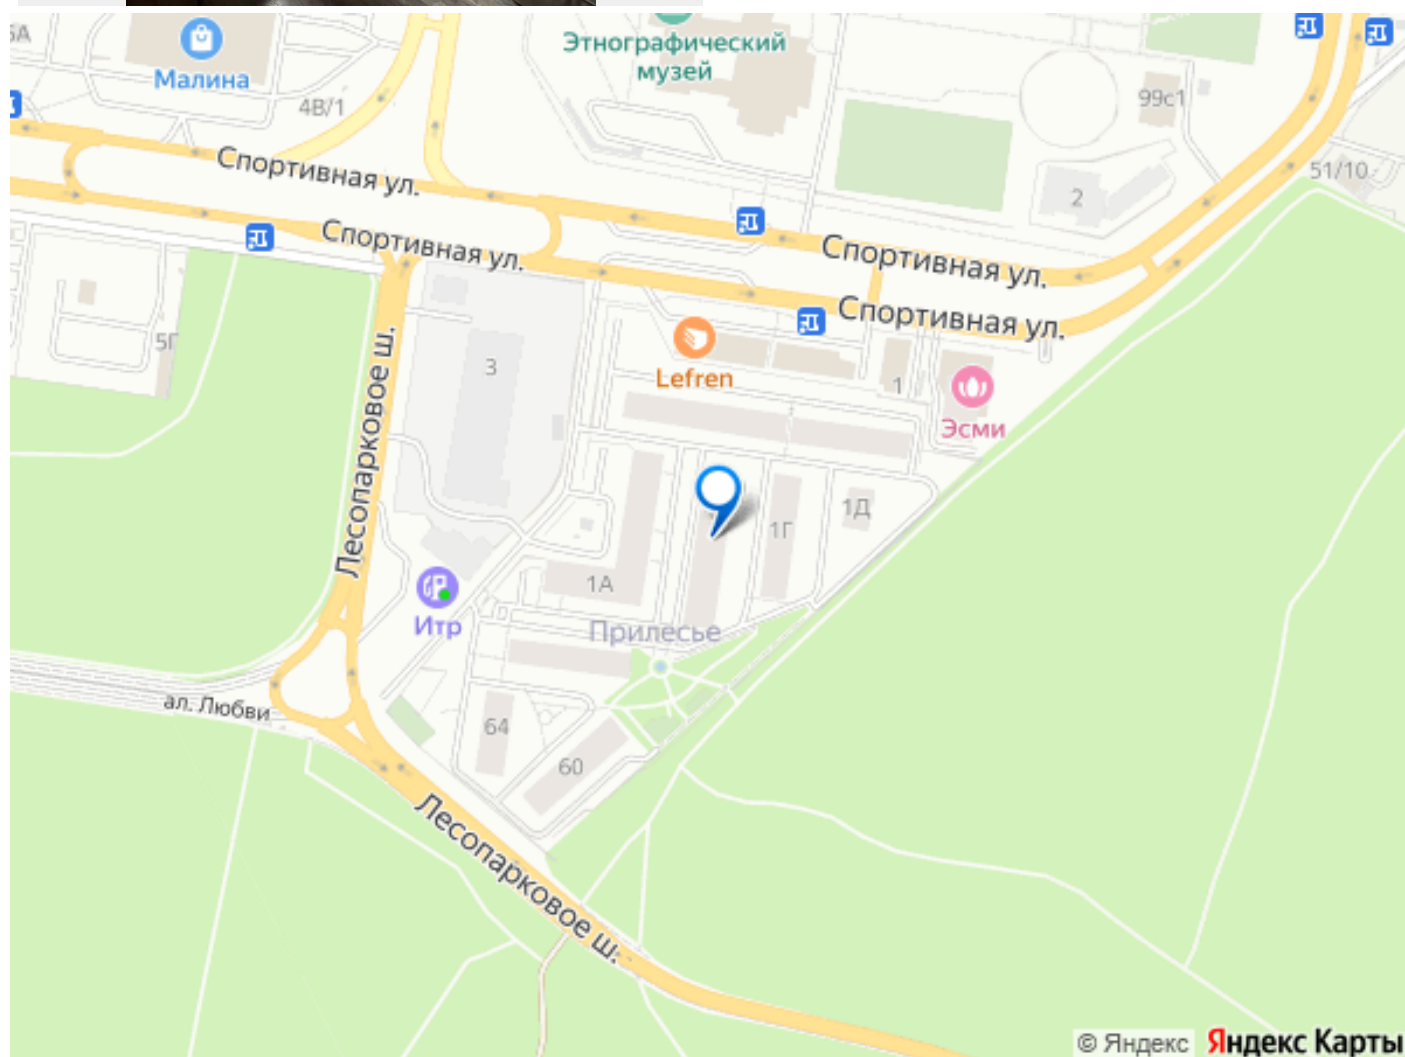 5А
Малина
4В/1
Этнографический
музей
99с1
51/10
2
Спортивная ул.
Спортивная ул.
Спортивная ул.
Спортивная ул.
5Г
Лесопарковое ш.
3
Lefren
1
Эсми
1Д
1Г
1А
Итр
Прилесье
ал. Любви
64
60
Лесопарковое ш.
© Яндекс Яндекс Карты